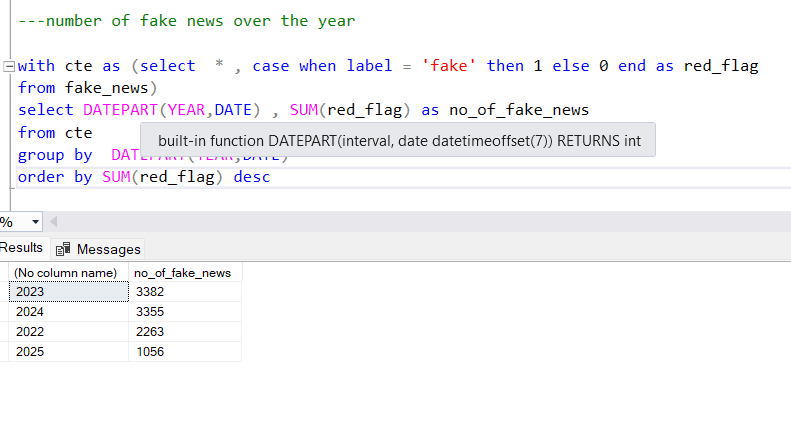 ---number of fake news over the year
with cte as (select  * , case when label = 'fake' then 1 else 0 end as red_flag
from fake_news)
select DATEPART(YEAR,DATE) , SUM(red_flag) as no_of_fake_news
from cte
built-in function DATEPART(interval, date datetimeoffset(7)) RETURNS int
group by  DATEPART(YEAR,DATE)
order by SUM(red_flag) desc
%
Results Messages
(No column name) no_of_fake_news
2023 3382
2024 3355
2022 2263
2025 1056